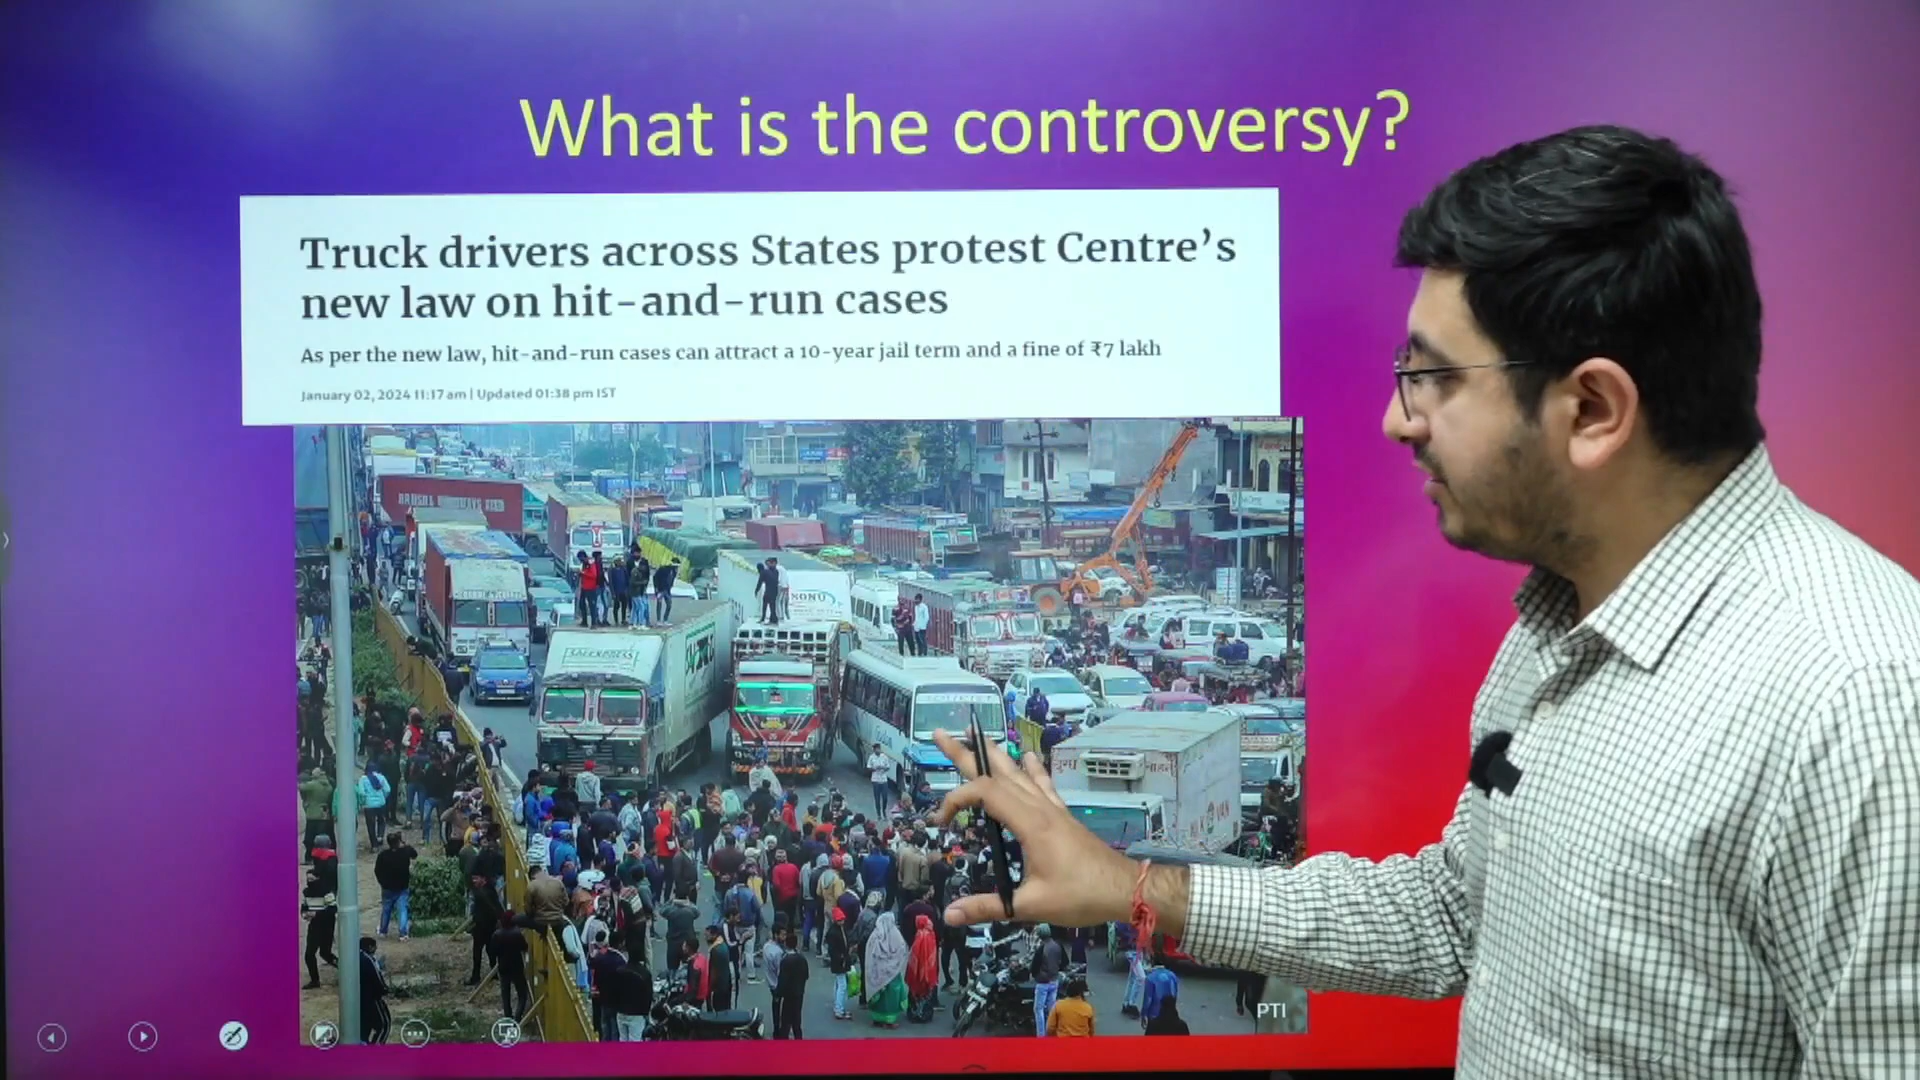 What is the controversy?
Truck drivers across States protest Centre’s
new law on hit-and-run cases
As per the new law, hit-and-run cases can attract a 10-year jail term and a fine of ₹7 lakh
January 02, 2024 11:17 am | Updated 01:38 pm IST
SONU
SAFEXPRESS
PTI